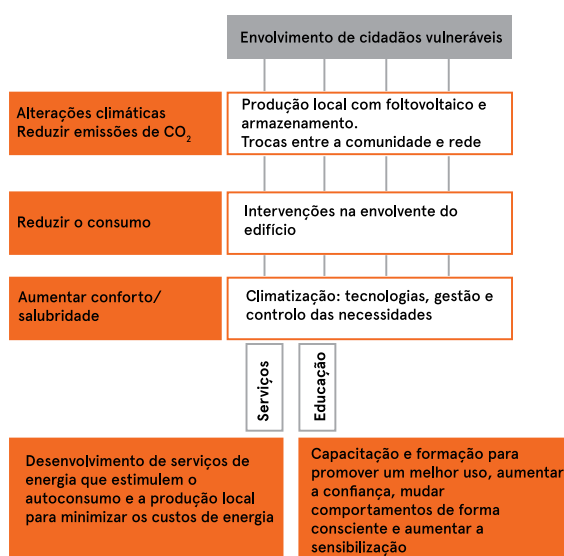 Envolvimento de cidadãos vulneráveis
Alterações climáticas
Reduzir emissões de CO₂
Produção local com foltovoltaico e
armazenamento.
Trocas entre a comunidade e rede
Reduzir o consumo
Intervenções na envolvente do
edifício
Aumentar conforto/
salubridade
Climatização: tecnologias, gestão e
controlo das necessidades
Serviços
Educação
Desenvolvimento de serviços de
energia que estimulem o
autoconsumo e a produção local
para minimizar os custos de energia
Capacitação e formação para
promover um melhor uso, aumentar
a confiança, mudar
comportamentos de forma
consciente e aumentar a
sensibilização